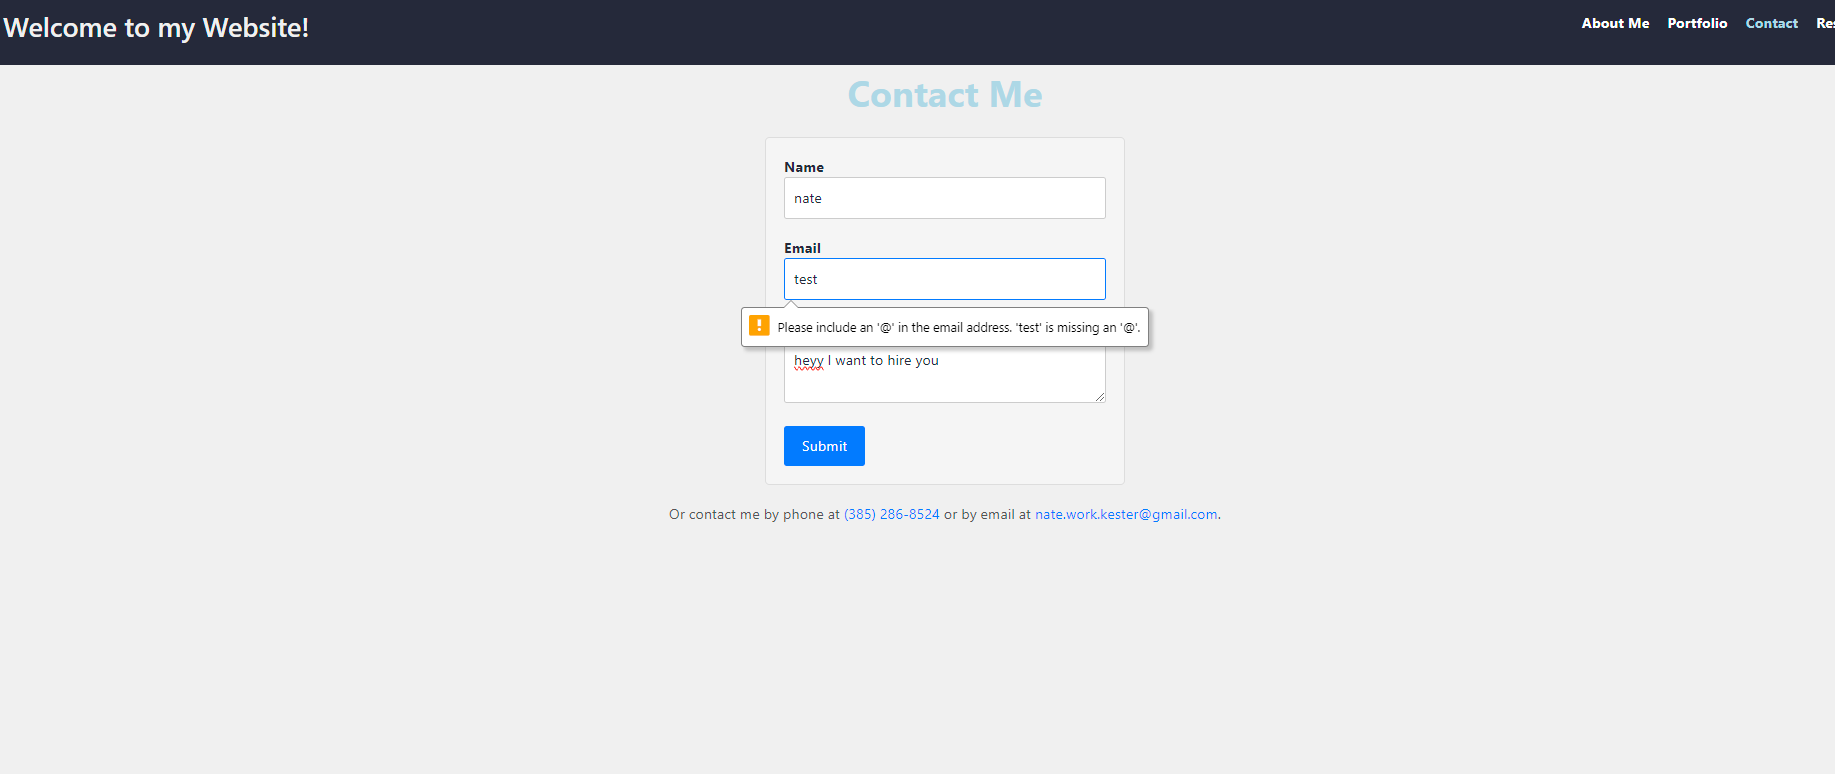 Welcome to my Website!
About Me Portfolio Contact Res
Contact Me
Name
nate
Email
test
Please include an '@' in the email address. 'test' is missing an '@'.
heyy I want to hire you
Submit
Or contact me by phone at (385) 286-8524 or by email at nate.work.kester@gmail.com.